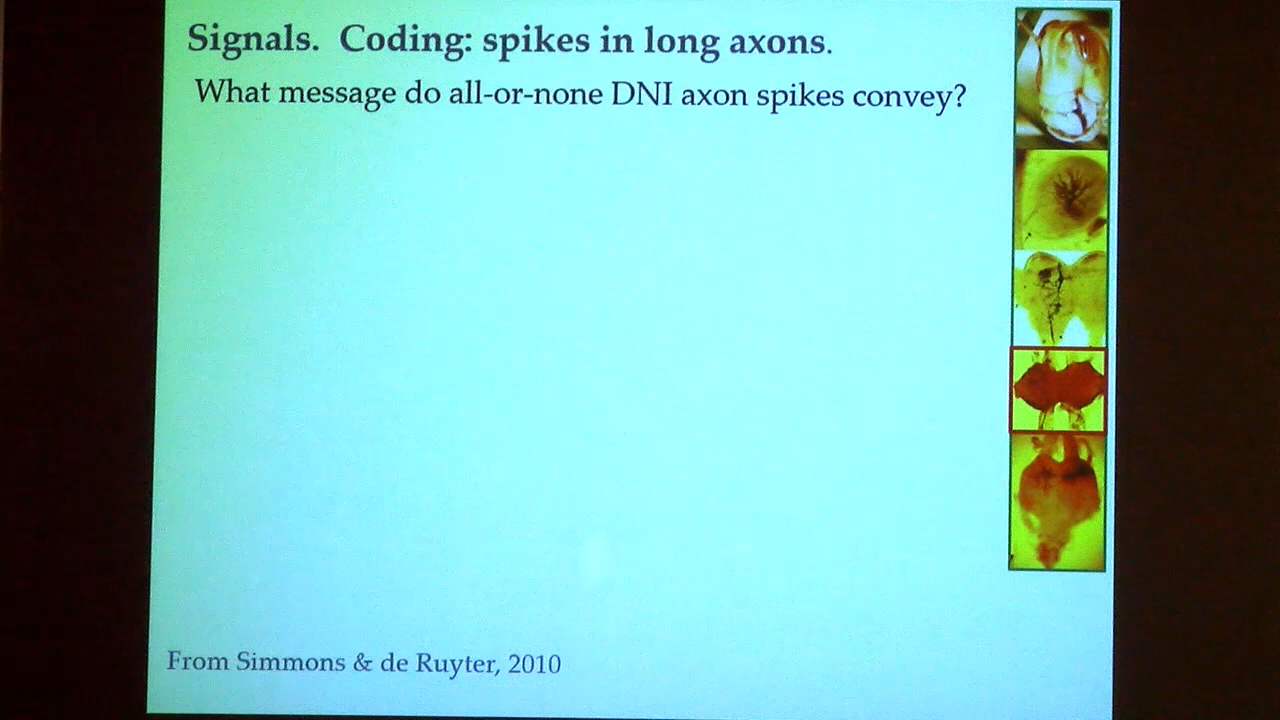 Signals.  Coding: spikes in long axons.
What message do all-or-none DNI axon spikes convey?
From Simmons & de Ruyter, 2010